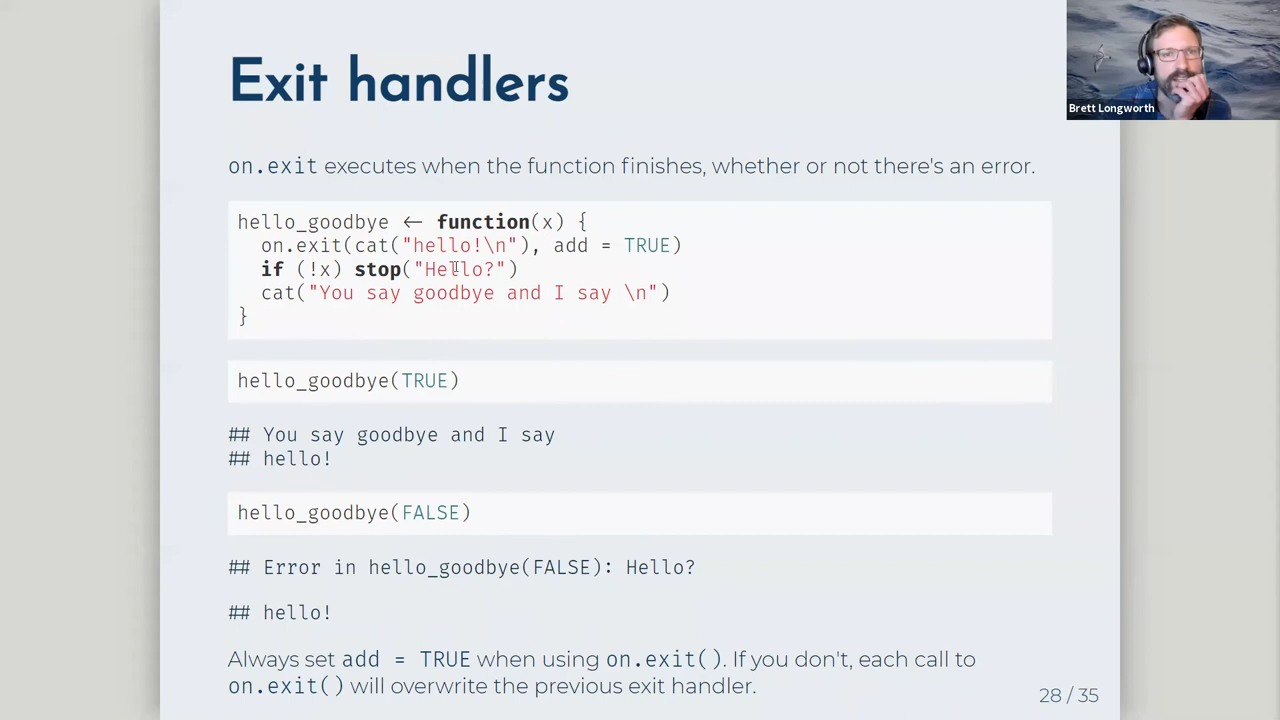 Exit handlers
Brett Longworth
on.exit executes when the function finishes, whether or not there's an error.
hello_goodbye ← function(x) {
  on.exit(cat("hello!\n"), add = TRUE)
  if (!x) stop("Hello?")
  cat("You say goodbye and I say \n")
}
hello_goodbye(TRUE)
## You say goodbye and I say
## hello!
hello_goodbye(FALSE)
## Error in hello_goodbye(FALSE): Hello?
## hello!
Always set add = TRUE when using on.exit(). If you don't, each call to
on.exit() will overwrite the previous exit handler.
28 / 35